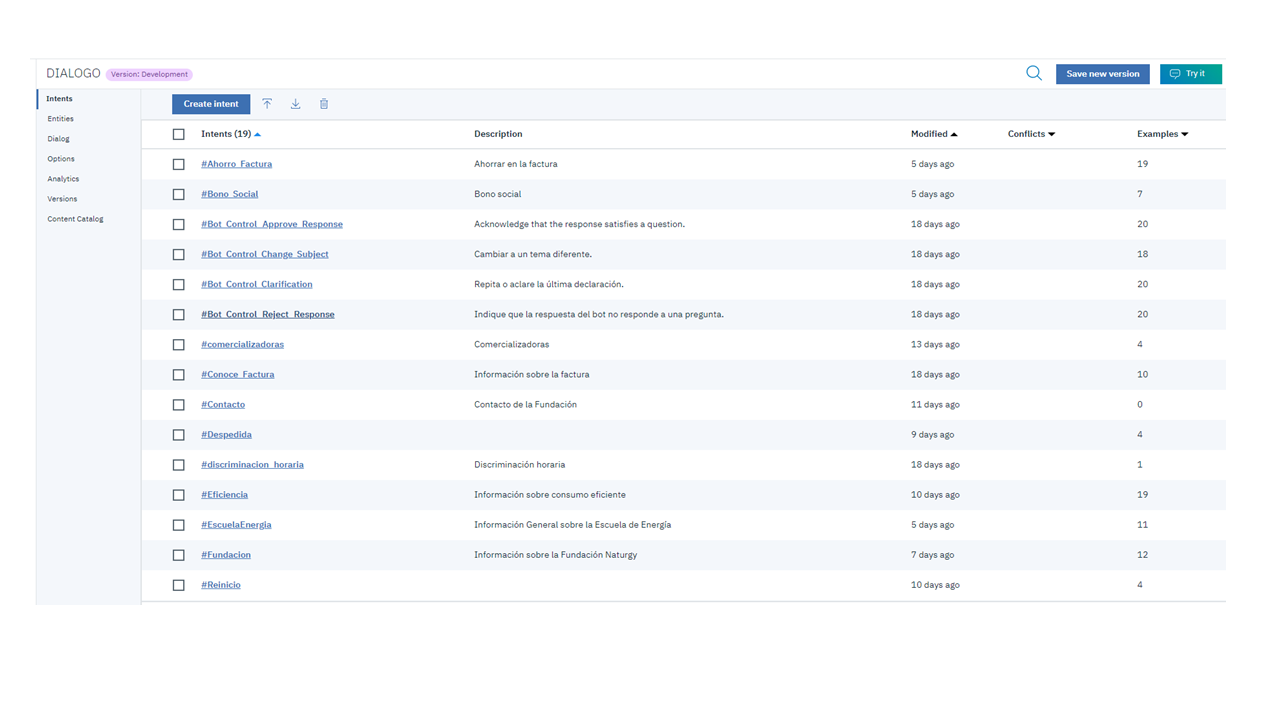 DIALOGO Version: Development Save new version Try it
Intents
Entities
Dialog
Options
Analytics
Versions
Content Catalog
Create intent
Intents (19) Description Modified Conflicts Examples
#Ahorro_Factura Ahorrar en la factura 5 days ago 19
#Bono_Social Bono social 5 days ago 7
#Bot_Control_Approve_Response Acknowledge that the response satisfies a question. 18 days ago 20
#Bot_Control_Change_Subject Cambiar a un tema diferente. 18 days ago 18
#Bot_Control_Clarification Repita o aclare la última declaración. 18 days ago 20
#Bot_Control_Reject_Response Indique que la respuesta del bot no responde a una pregunta. 18 days ago 20
#comercializadoras Comercializadoras 13 days ago 4
#Conoce_Factura Información sobre la factura 18 days ago 10
#Contacto Contacto de la Fundación 11 days ago 0
#Despedida 9 days ago 4
#discriminacion_horaria Discriminación horaria 18 days ago 1
#Eficiencia Información sobre consumo eficiente 10 days ago 19
#EscuelaEnergia Información General sobre la Escuela de Energía 5 days ago 11
#Fundacion Información sobre la Fundación Naturgy 7 days ago 12
#Reinicio 10 days ago 4